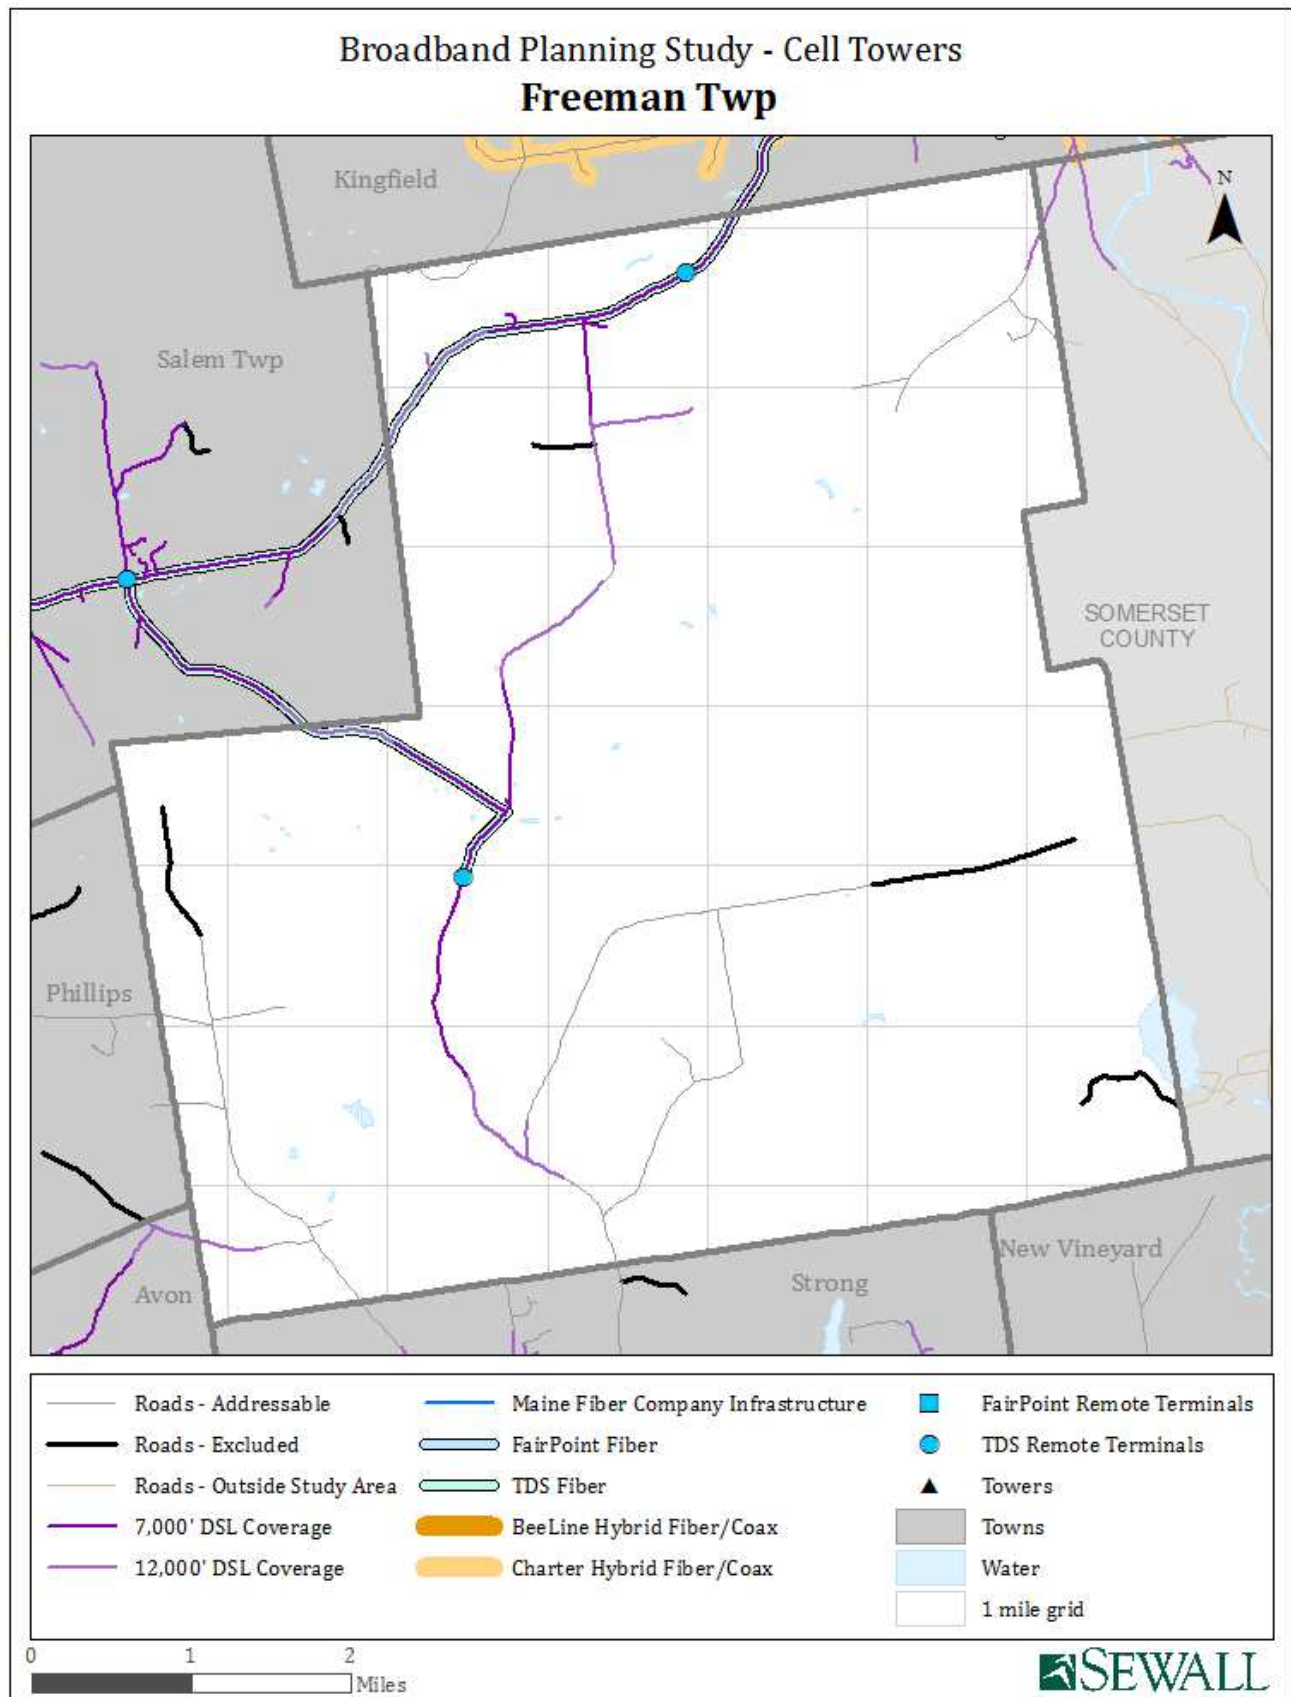 Broadband Planning Study - Cell Towers
Freeman Twp
Kingfield
N
Salem Twp
SOMERSET
COUNTY
Phillips
New Vineyard
Strong
Avon
Roads - Addressable
Roads - Excluded
Roads - Outside Study Area
7,000' DSL Coverage
12,000' DSL Coverage
Maine Fiber Company Infrastructure
FairPoint Fiber
TDS Fiber
BeeLine Hybrid Fiber/Coax
Charter Hybrid Fiber/Coax
FairPoint Remote Terminals
TDS Remote Terminals
Towers
Towns
Water
1 mile grid
0 1 2
Miles
SEWALL